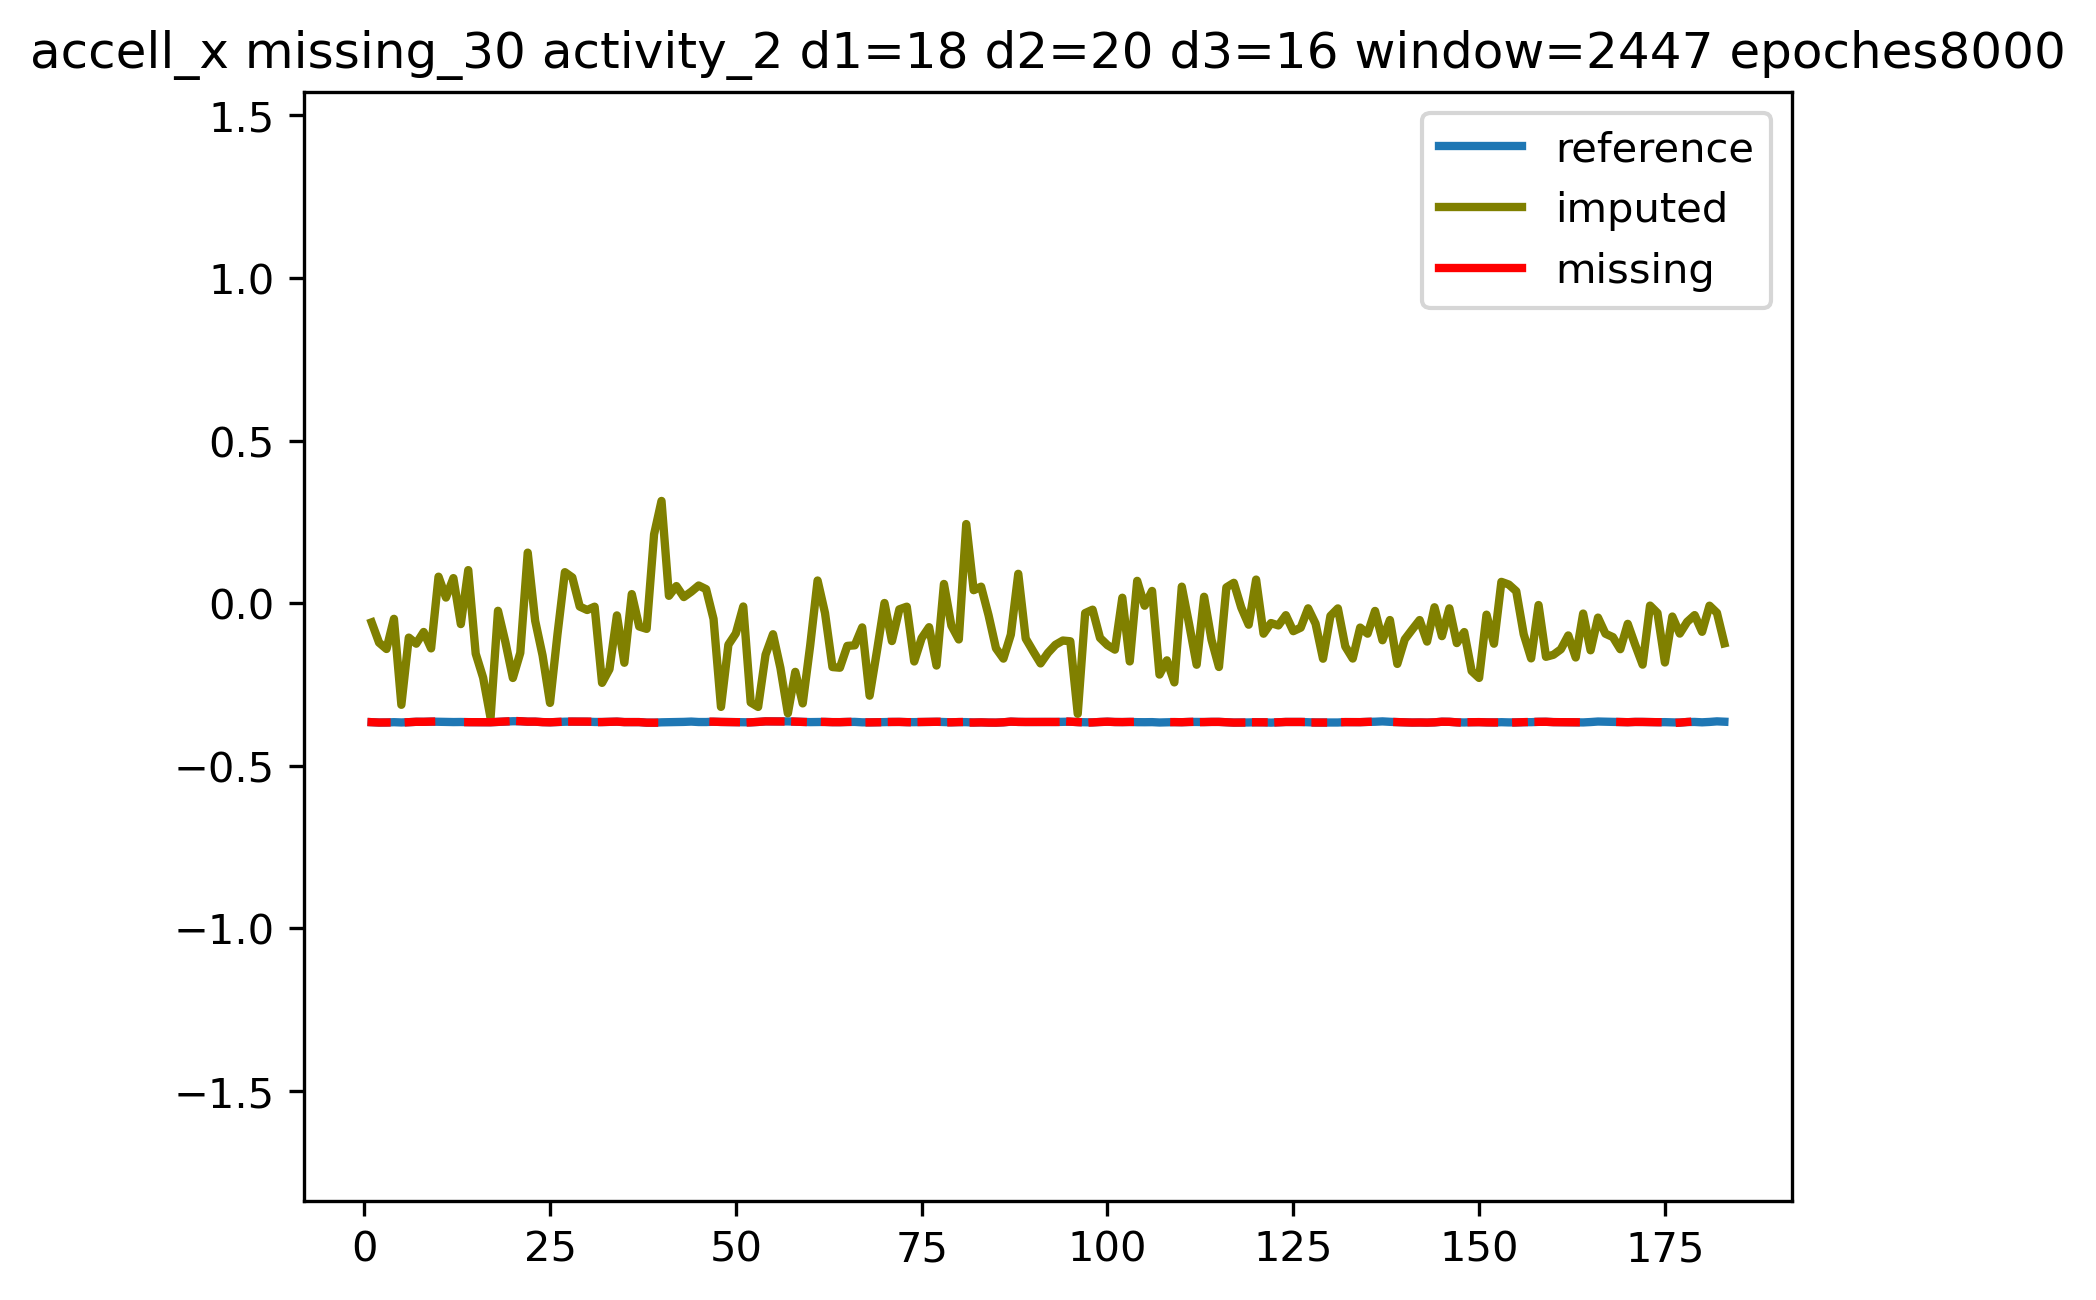 accell_x missing_30 activity_2 d1=18 d2=20 d3=16 window=2447 epoches8000
1.5
1.0
0.5
0.0
−0.5
−1.0
−1.5
reference
imputed
missing
0 25 50 75 100 125 150 175